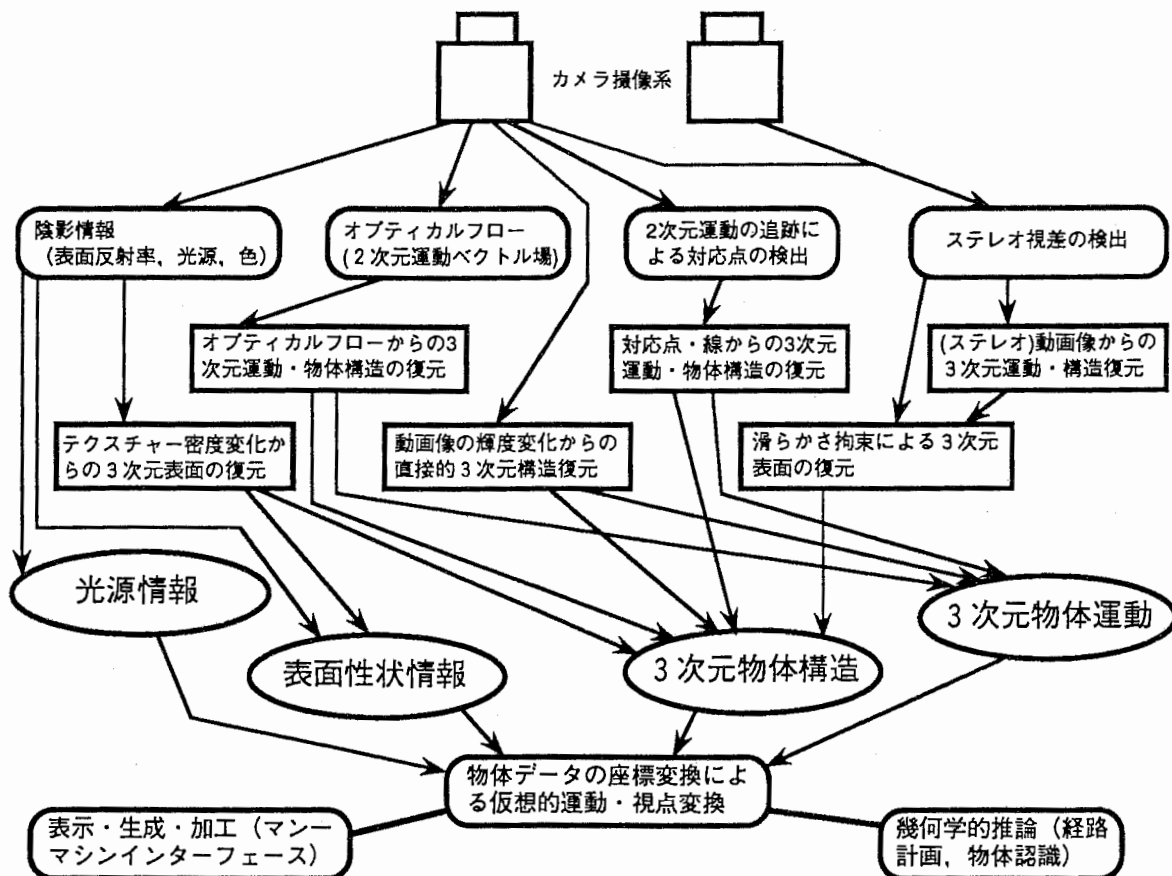 カメラ撮像系
陰影情報
（表面反射率, 光源, 色）
オプティカルフロー
(２次元運動ベクトル場)
2次元運動の追跡に
よる対応点の検出
ステレオ視差の検出
オプティカルフローからの3
次元運動・物体構造の復元
対応点・線からの3次元
運動・物体構造の復元
(ステレオ)動画像からの
３次元運動・構造復元
テクスチャー密度変化か
らの３次元表面の復元
動画像の輝度変化からの
直接的３次元構造復元
滑らかさ拘束による３次元
表面の復元
光源情報
表面性状情報
３次元物体構造
３次元物体運動
物体データの座標変換によ
る仮想的運動・視点変換
表示・生成・加工（マンー
マシンインターフェース）
幾何学的推論（経路
計画, 物体認識）